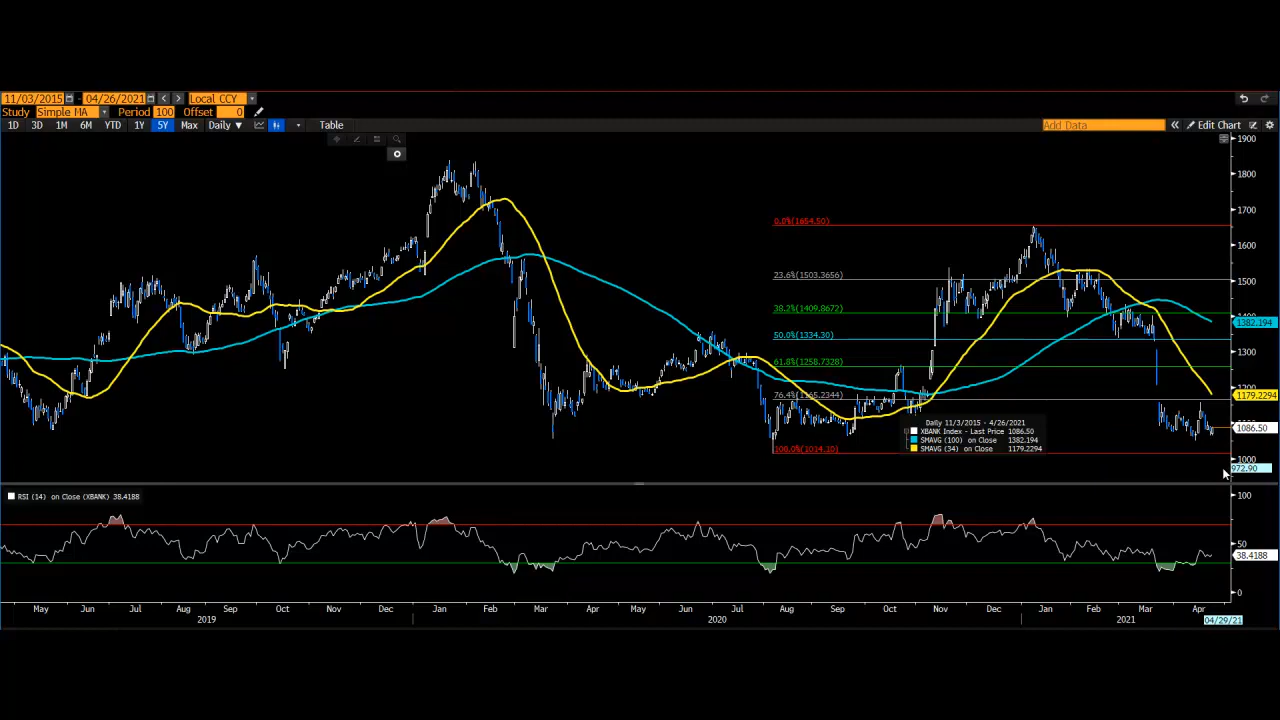 11/03/2015 - 04/26/2021 < > Local CCY
Study Simple MA Period 100 Offset 0
1D 3D 1M 6M YTD 1Y 5Y Max Daily ▼ Table Add Data « Edit Chart
1900
1800
1700
1600
1500
1300
1000
1382.194
1179.2294
1086.50
972.90
0.0%(1654.50)
23.6%(1503.3656)
38.2%(1409.8672)
50.0%(1334.30)
61.8%(1258.7328)
76.4%(1165.2344)
100.0%(1014.10)
Daily 11/3/2015 - 4/26/2021
XBANK Index - Last Price 1086.50
SMAVG (100) on Close 1382.194
SMAVG (34) on Close 1179.2294
RSI (14) on Close (XBANK) 38.4188
100
50
38.4188
0
May Jun Jul Aug Sep Oct Nov Dec Jan Feb Mar Apr May Jun Jul Aug Sep Oct Nov Dec Jan Feb Mar Apr
2019 2020 2021 04/29/21